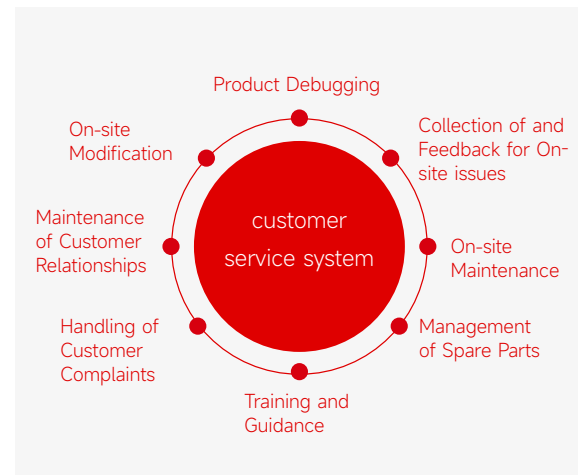 Product Debugging
On-site
Modification
Collection of and
Feedback for On-
site issues
Maintenance
of Customer
Relationships
customer
service system
On-site
Maintenance
Handling of
Customer
Complaints
Management
of Spare Parts
Training and
Guidance